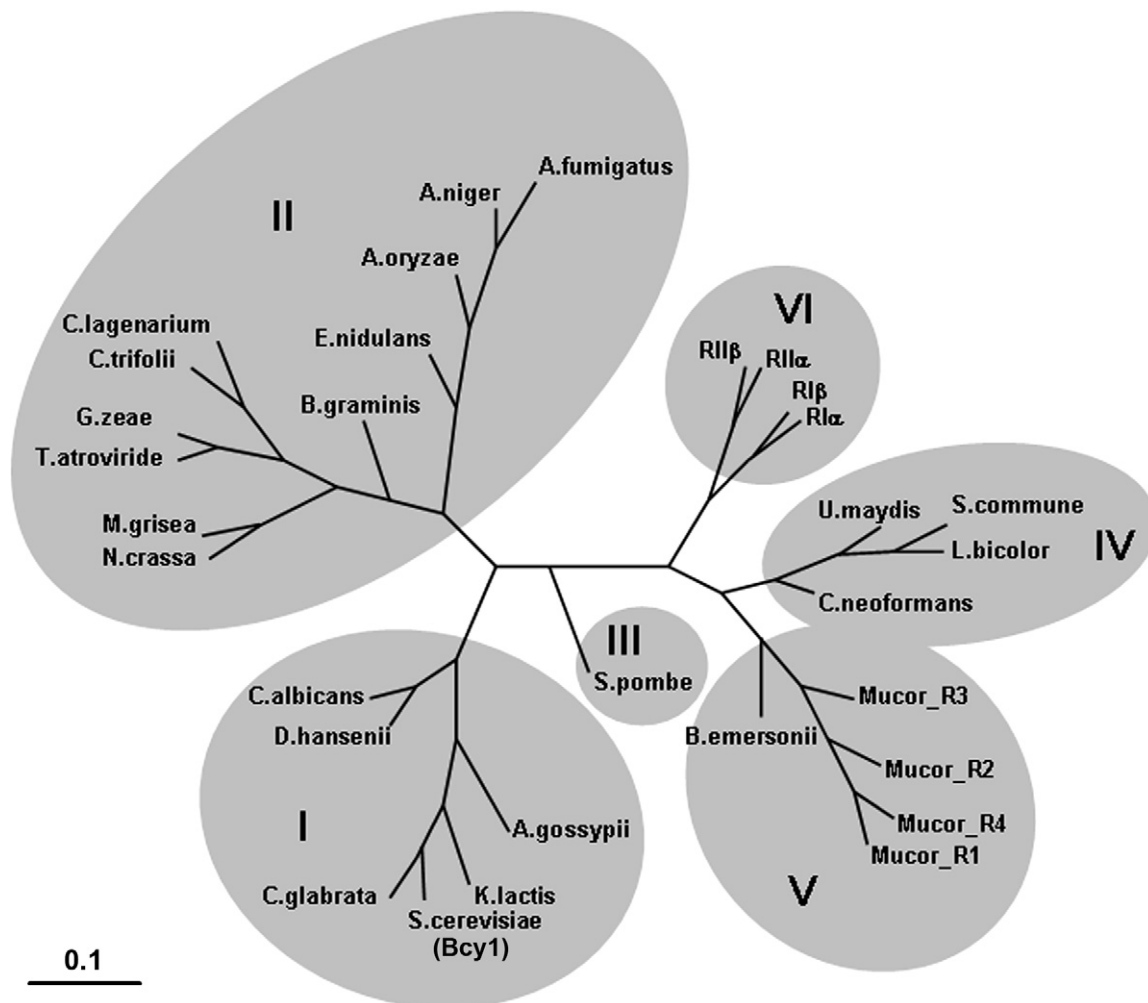 II
A.fumigatus
A.niger
A.oryzae
C.lagenarium
C.trifolii
E.nidulans
G.zeae
B.graminis
T.atroviride
M.grisea
N.crassa
VI
RIIβ
RIIα
RIβ
RIα
U.maydis
S.commune
IV
L.bicolor
C.neoformans
III
S.pombe
C.albicans
D.hansenii
I
A.gossypii
C.glabrata
K.lactis
S.cerevisiae
(Bcy1)
B.emersonii
Mucor_R3
Mucor_R2
Mucor_R4
Mucor_R1
V
0.1